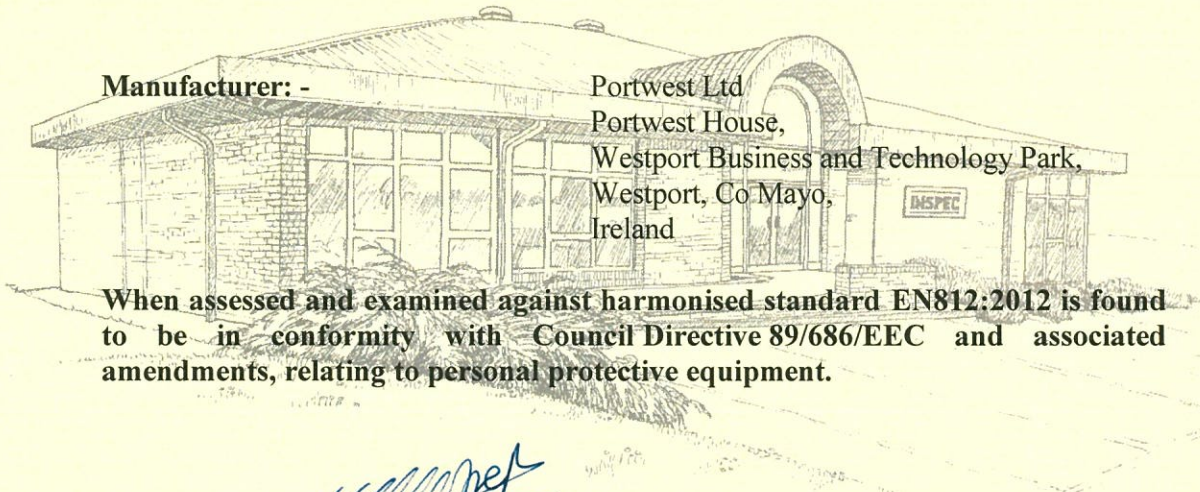 Manufacturer: - Portwest Ltd
Portwest House,
Westport Business and Technology Park,
Westport, Co Mayo,
INSPEC
Ireland
When assessed and examined against harmonised standard EN812:2012 is found
to be in conformity with Council Directive 89/686/EEC and associated
amendments, relating to personal protective equipment.